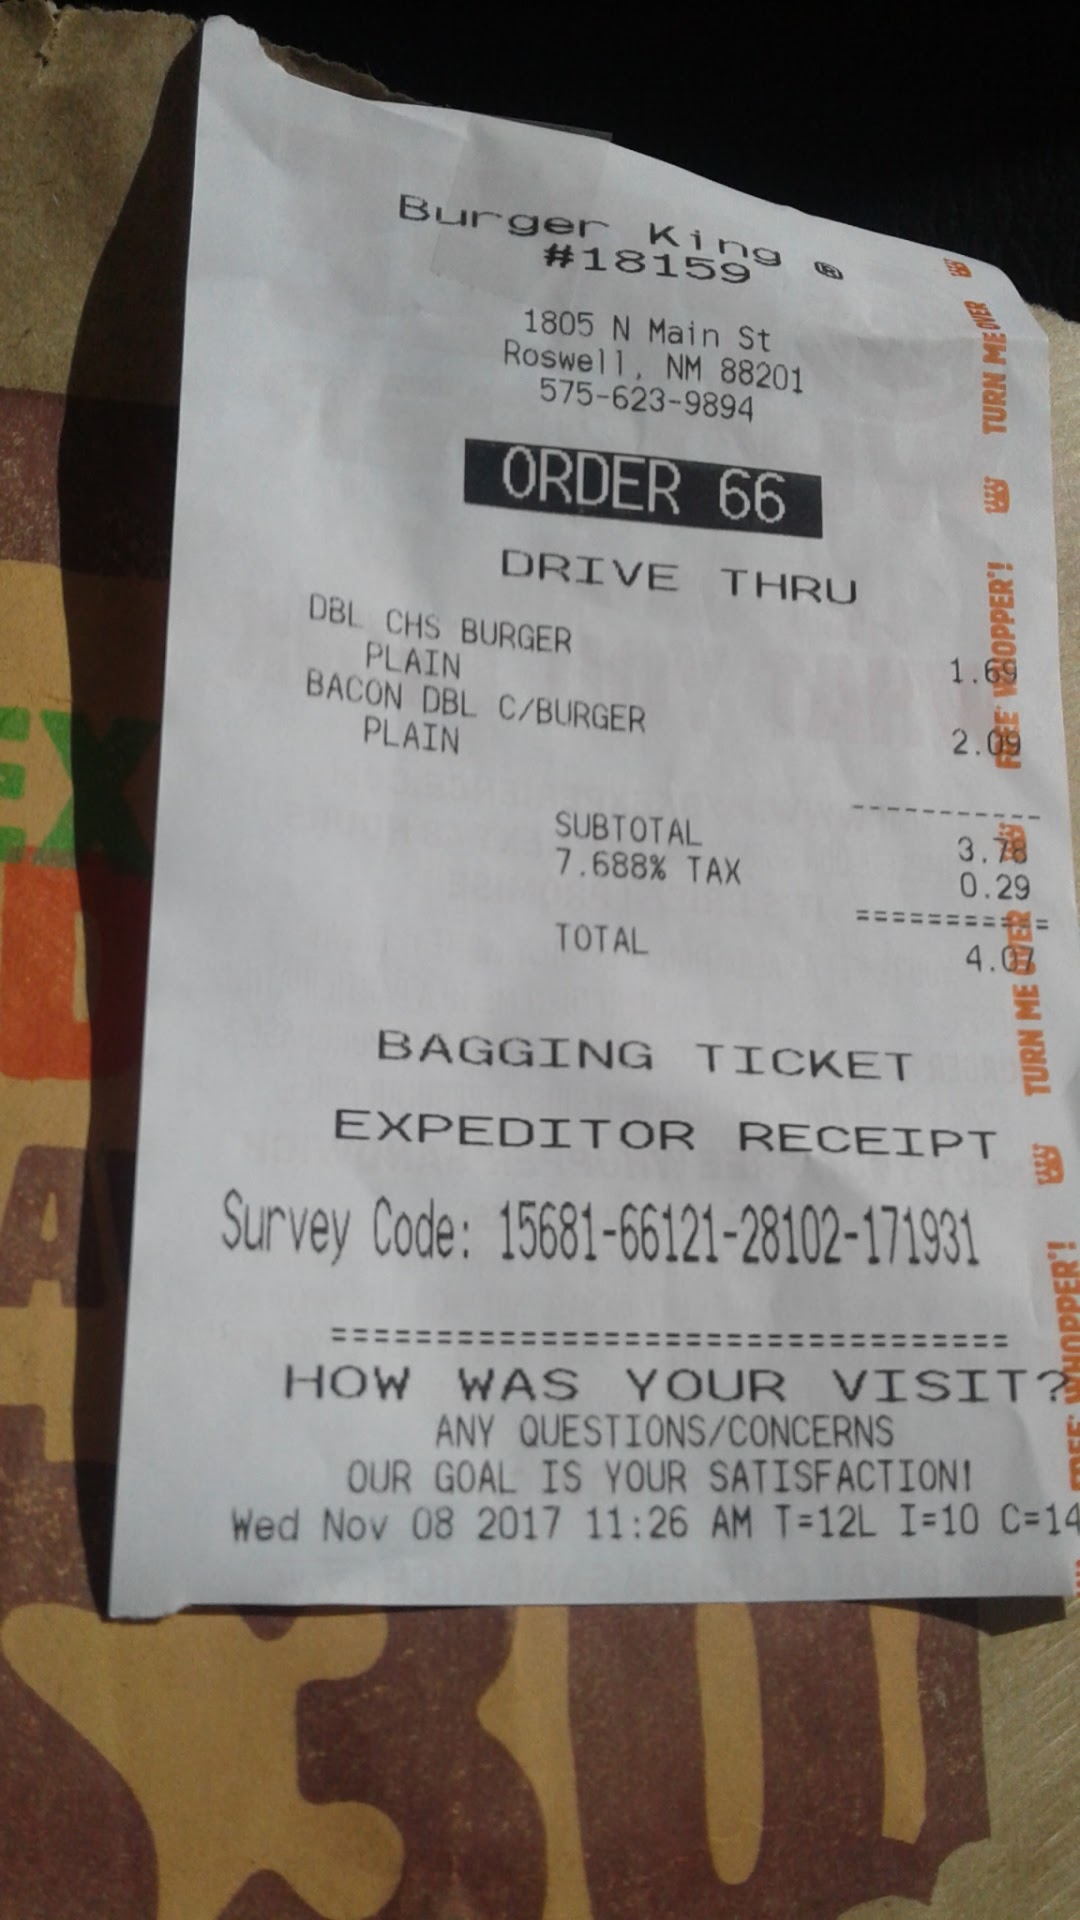 Burger King ®
#18159
1805 N Main St
Roswell, NM 88201
575-623-9894
ORDER 66
DRIVE THRU
DBL CHS BURGER
PLAIN 1.69
BACON DBL C/BURGER
PLAIN 2.09
----------
SUBTOTAL 3.78
7.688% TAX 0.29
==========
TOTAL 4.07
BAGGING TICKET
EXPEDITOR RECEIPT
Survey Code: 15681-66121-28102-171931
================================
HOW WAS YOUR VISIT?
ANY QUESTIONS/CONCERNS
OUR GOAL IS YOUR SATISFACTION!
Wed Nov 08 2017 11:26 AM T=12L I=10 C=14
TURN ME OVER
FREE WHOPPER®!
TURN ME OVER
FREE WHOPPER®!
EX